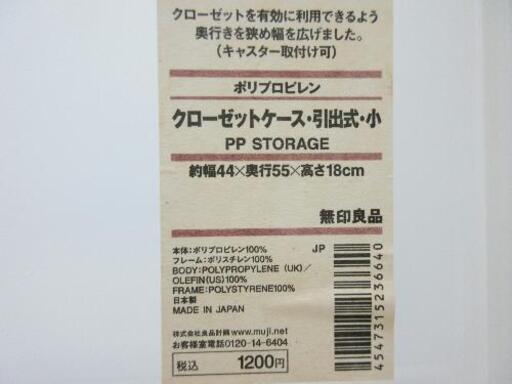 クローゼットを有効に利用できるよう
奥行きを狭め幅を広げました。
(キャスター取付け可)
ポリプロピレン
クローゼットケース・引出式・小
PP STORAGE
約幅44×奥行55×高さ18cm
無印良品
本体:ポリプロピレン100% JP
フレーム:ポリスチレン100%
BODY:POLYPROPYLENE (UK)/
OLEFIN(US)100%
FRAME:POLYSTYRENE100%
日本製
MADE IN JAPAN
株式会社良品計画 www.muji.net
お客様室電話0120-14-6404
税込 1200円
4547315236640